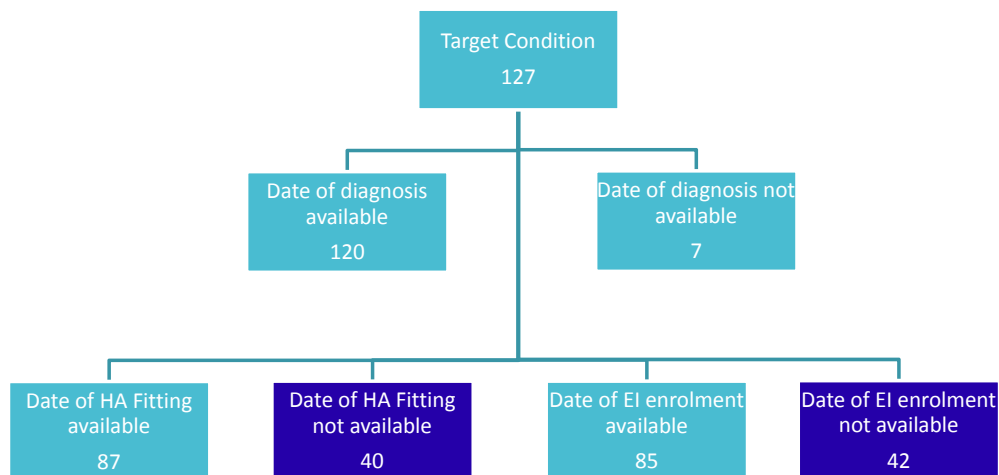 Target Condition
127
Date of diagnosis
available
120
Date of diagnosis not
available
7
Date of HA Fitting
available
87
Date of HA Fitting
not available
40
Date of EI enrolment
available
85
Date of EI enrolment
not available
42